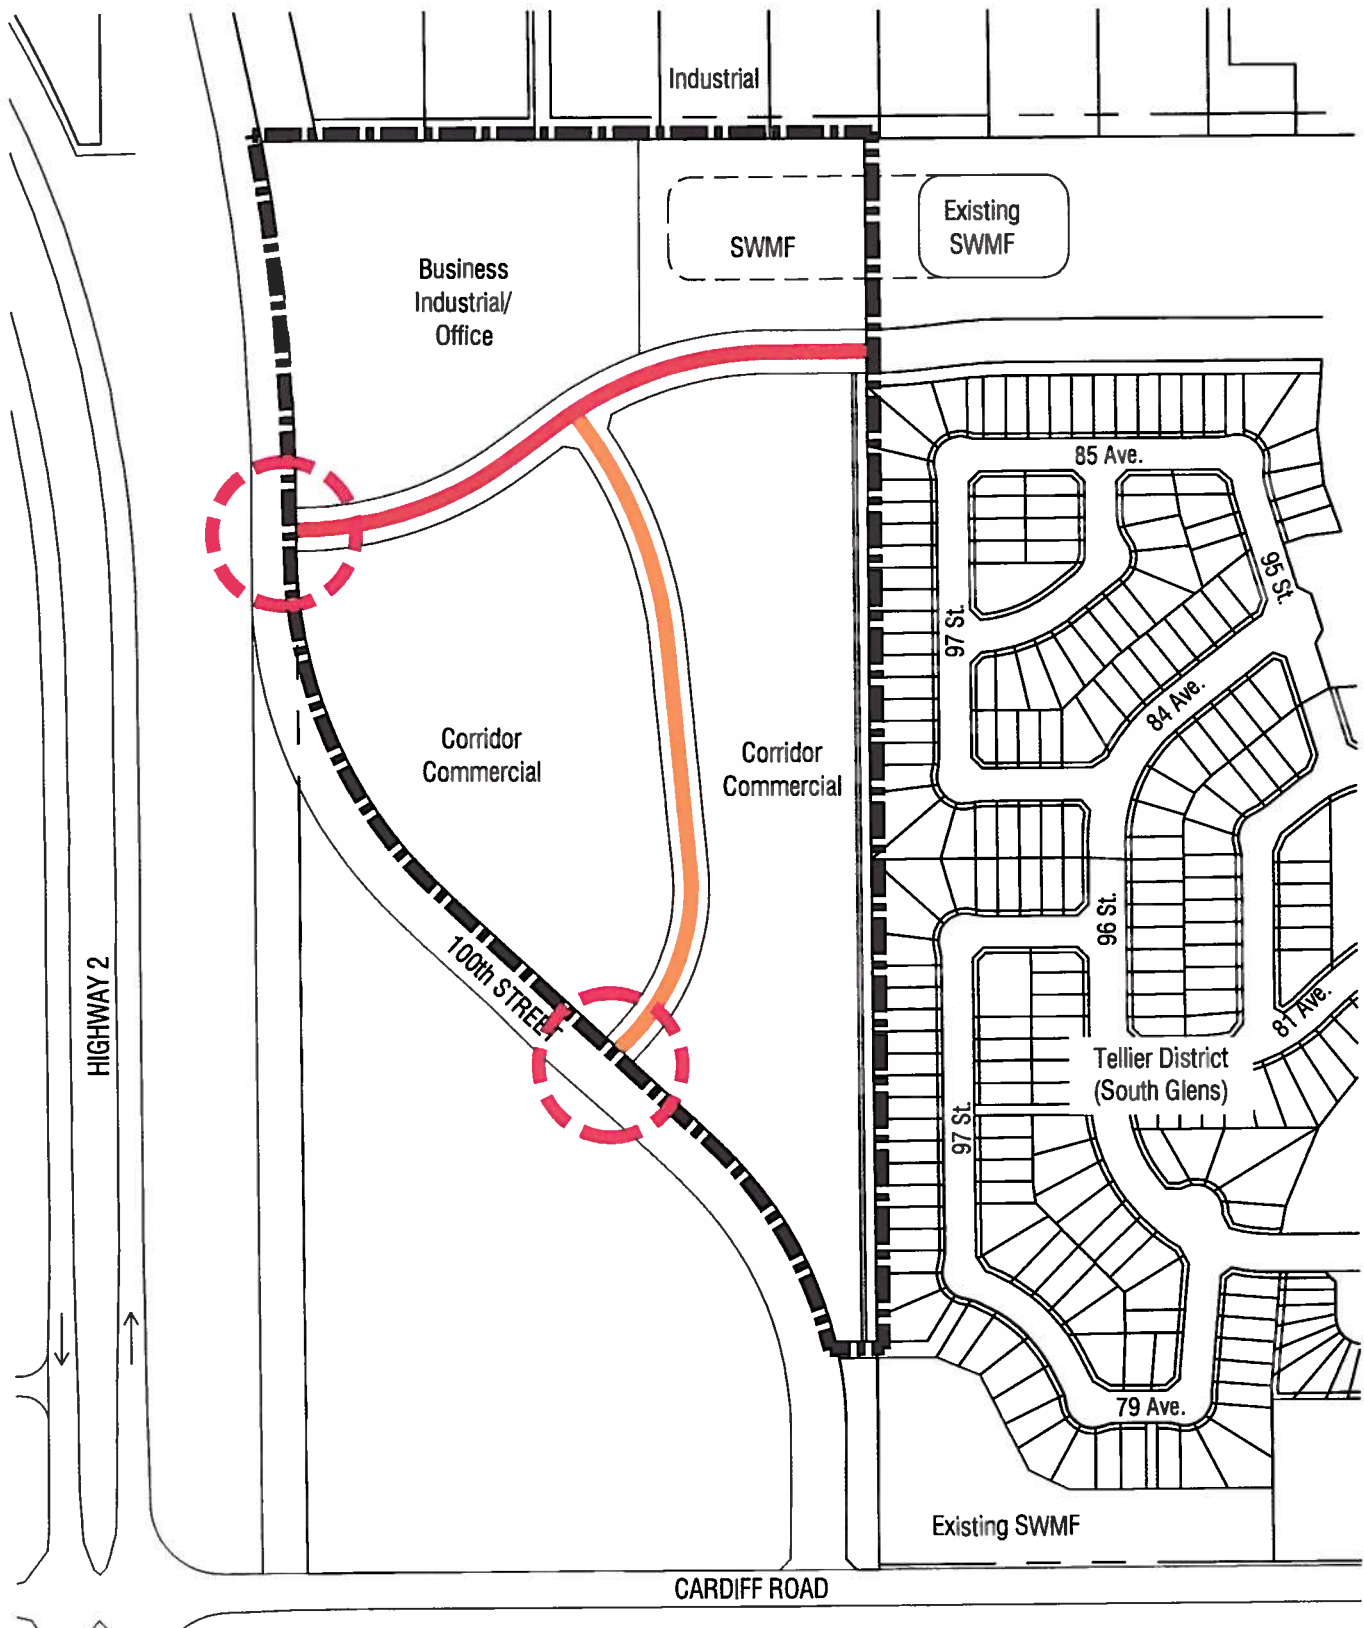 Industrial
Existing
SWMF
SWMF
Business
Industrial/
Office
85 Ave.
95 St.
97 St.
84 Ave.
Corridor
Commercial
Corridor
Commercial
96 St.
100th STREET
HIGHWAY 2
81 Ave.
Tellier District
(South Glens)
97 St.
79 Ave.
Existing SWMF
CARDIFF ROAD